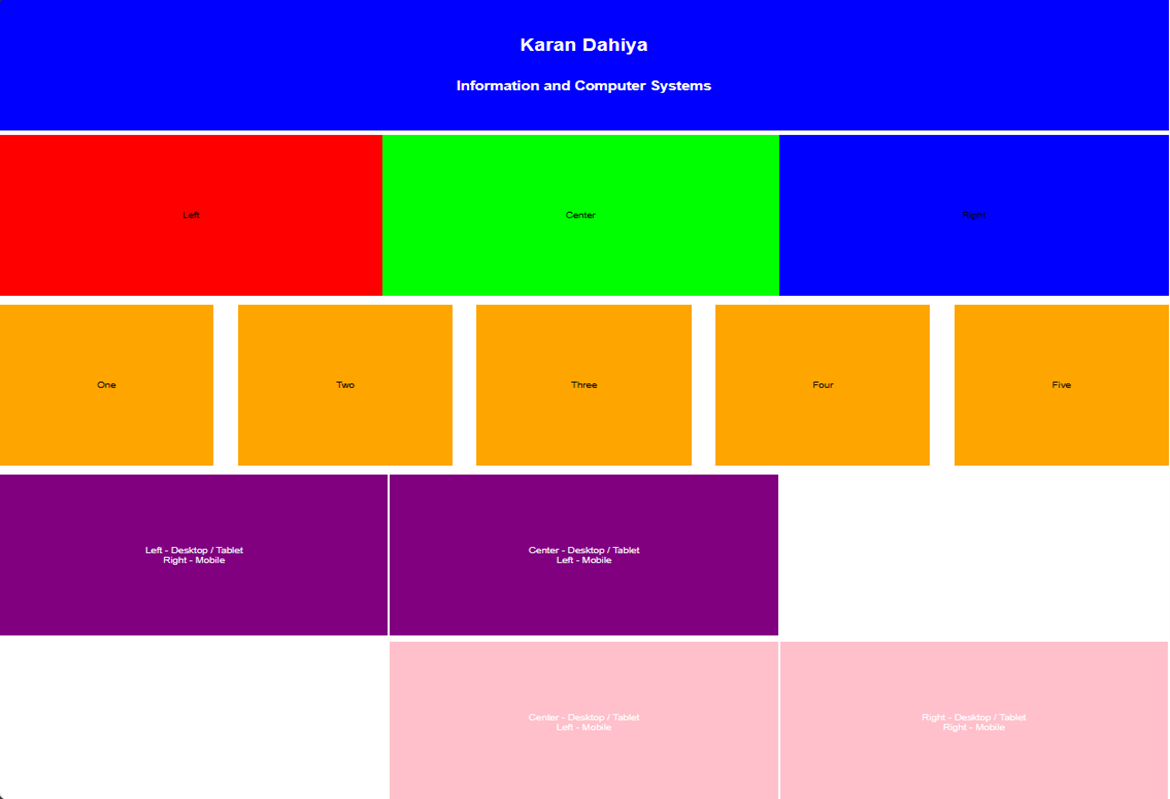 Karan Dahiya
Information and Computer Systems
Left
Center
Right
One
Two
Three
Four
Five
Left - Desktop / Tablet
Right - Mobile
Center - Desktop / Tablet
Left - Mobile
Center - Desktop / Tablet
Left - Mobile
Right - Desktop / Tablet
Right - Mobile